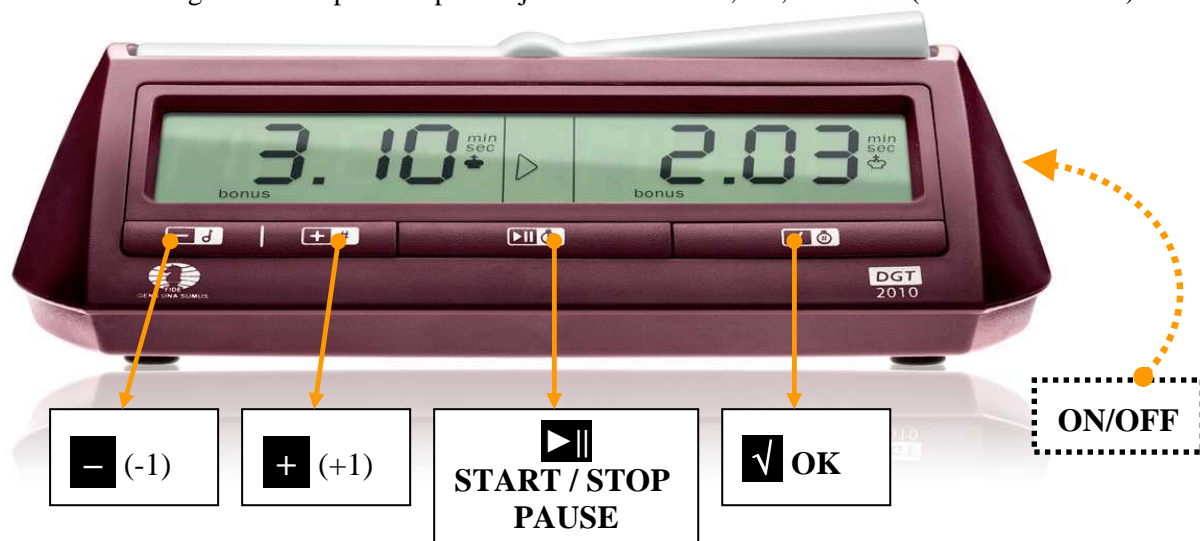 3.10 min sec
bonus
2.03 min sec
bonus
− +# ►|| √
FIDE
GENS UNA SUMUS
DGT
2010
− (-1)
+ (+1)
►||
START / STOP
PAUSE
√ OK
ON/OFF